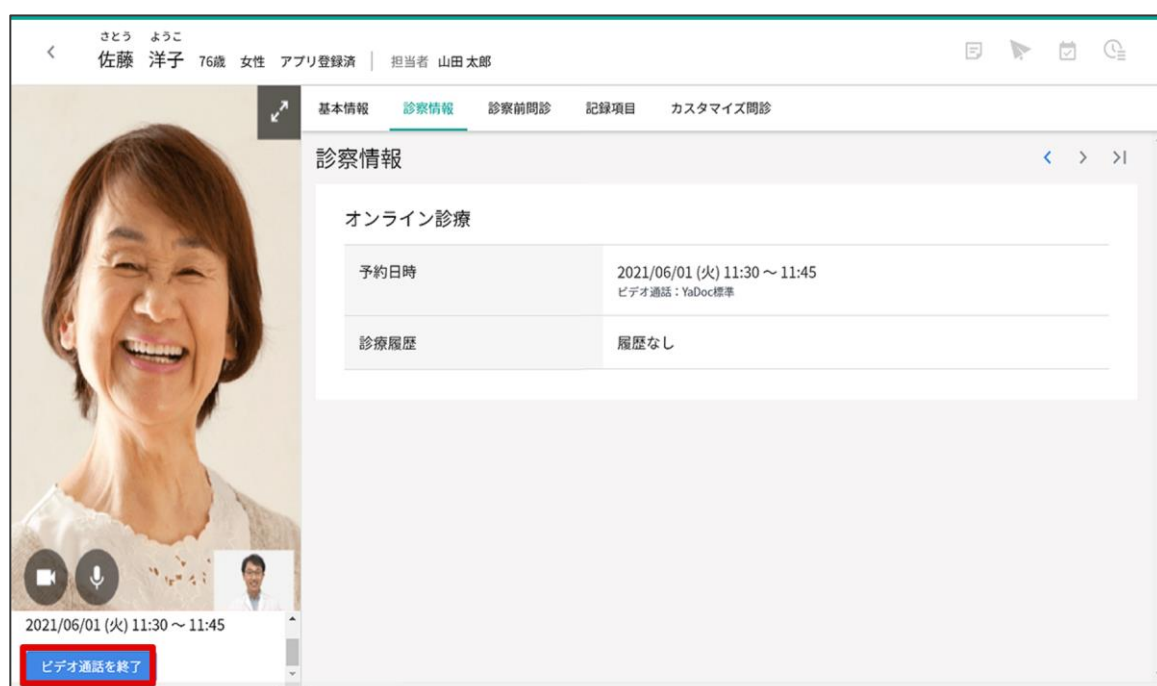 さとう ようこ
佐藤 洋子 76歳 女性 アプリ登録済 | 担当者 山田 太郎
基本情報 診察情報 診察前問診 記録項目 カスタマイズ問診
診察情報
オンライン診療
予約日時 2021/06/01 (火) 11:30 ～ 11:45
ビデオ通話：YaDoc標準
診療履歴 履歴なし
2021/06/01 (火) 11:30 ～ 11:45
ビデオ通話を終了